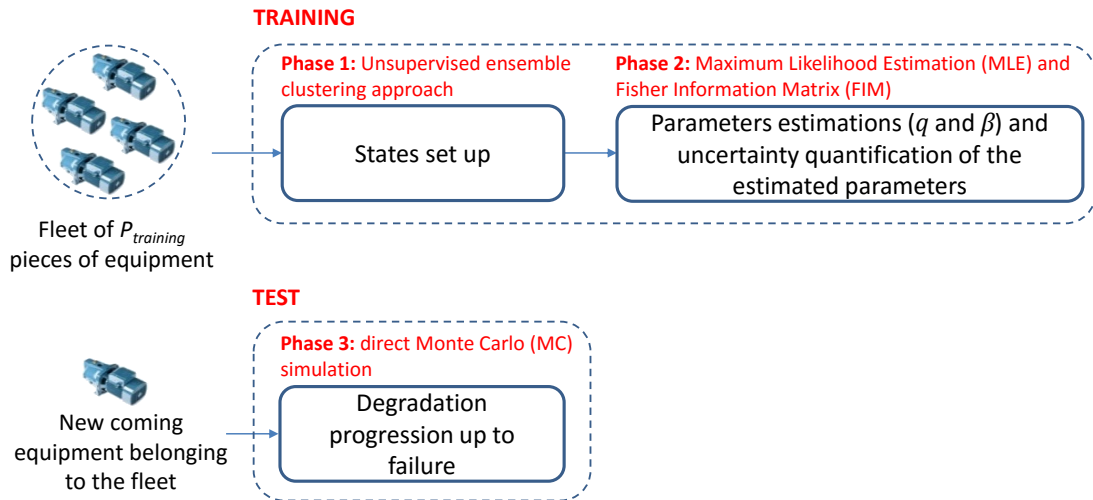 TRAINING
Phase 1: Unsupervised ensemble
clustering approach
States set up
Phase 2: Maximum Likelihood Estimation (MLE) and
Fisher Information Matrix (FIM)
Parameters estimations (q and β) and
uncertainty quantification of the
estimated parameters
Fleet of P_training
pieces of equipment
TEST
Phase 3: direct Monte Carlo (MC)
simulation
Degradation
progression up to
failure
New coming
equipment belonging
to the fleet